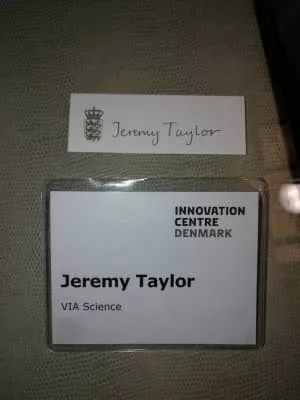 Jeremy Taylor
INNOVATION
CENTRE
DENMARK
Jeremy Taylor
VIA Science